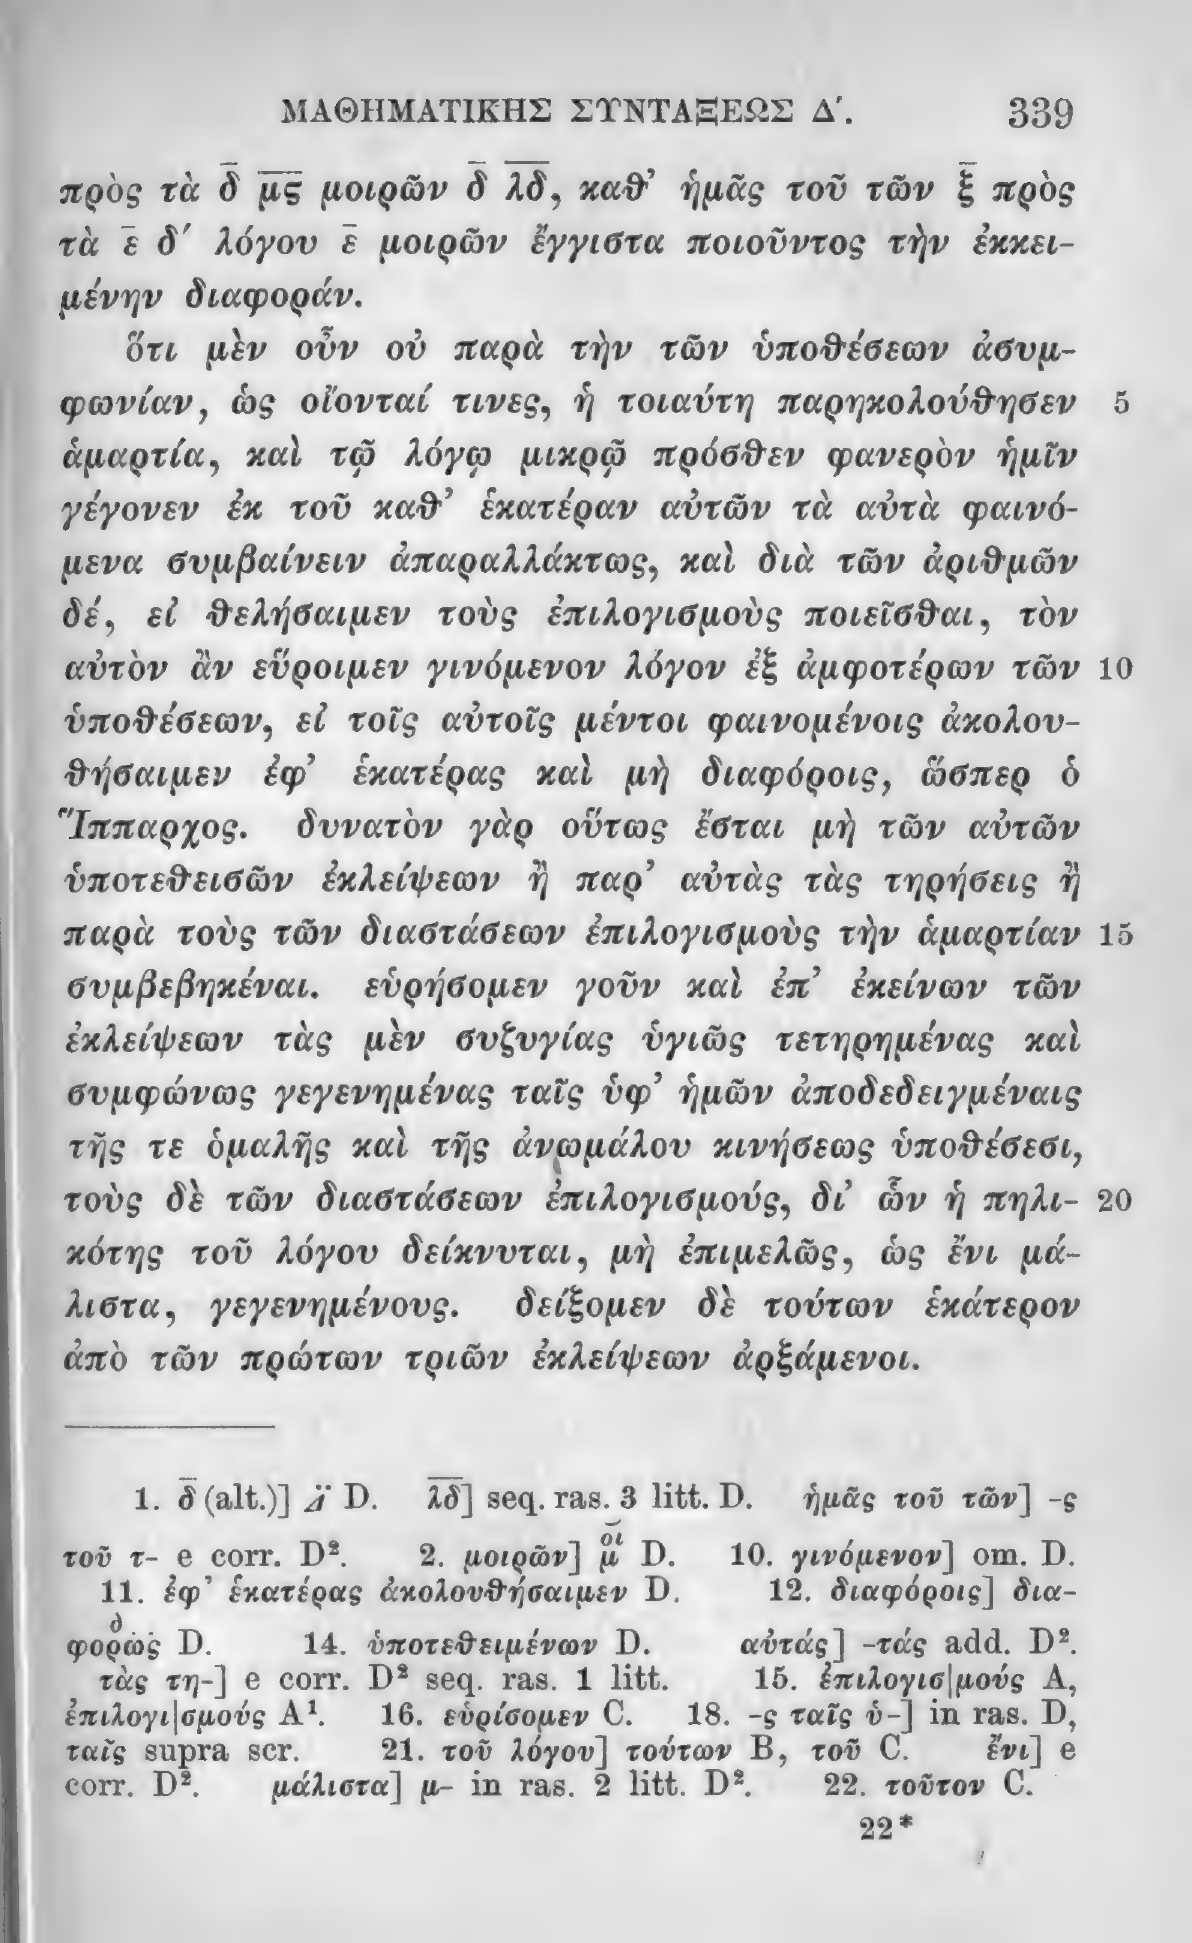 ΜΑΘΗΜΑΤΙΚΗΣ ΣΥΝΤΑΞΕΩΣ Δ΄. 339
πρὸς τὰ δ̅ μ̅ς̅ μοιρῶν δ̅ λ̅δ̅, καθ’ ἡμᾶς τοῦ τῶν ξ̅ πρὸς
τὰ ε̅ δ΄ λόγου ε̅ μοιρῶν ἔγγιστα ποιοῦντος τὴν ἐκκει-
μένην διαφοράν.
ὅτι μὲν οὖν οὐ παρὰ τὴν τῶν ὑποθέσεων ἀσυμ-
φωνίαν, ὡς οἴονταί τινες, ἡ τοιαύτη παρηκολούθησεν 5
ἁμαρτία, καὶ τῷ λόγῳ μικρῷ πρόσθεν φανερὸν ἡμῖν
γέγονεν ἐκ τοῦ καθ’ ἑκατέραν αὐτῶν τὰ αὐτὰ φαινό-
μενα συμβαίνειν ἀπαραλλάκτως, καὶ διὰ τῶν ἀριθμῶν
δέ, εἰ θελήσαιμεν τοὺς ἐπιλογισμοὺς ποιεῖσθαι, τὸν
αὐτὸν ἂν εὕροιμεν γινόμενον λόγον ἐξ ἀμφοτέρων τῶν 10
ὑποθέσεων, εἰ τοῖς αὐτοῖς μέντοι φαινομένοις ἀκολου-
θήσαιμεν ἐφ’ ἑκατέρας καὶ μὴ διαφόροις, ὥσπερ ὁ
Ἵππαρχος. δυνατὸν γὰρ οὕτως ἔσται μὴ τῶν αὐτῶν
ὑποτεθεισῶν ἐκλείψεων ἢ παρ’ αὐτὰς τὰς τηρήσεις ἢ
παρὰ τοὺς τῶν διαστάσεων ἐπιλογισμοὺς τὴν ἁμαρτίαν 15
συμβεβηκέναι. εὑρήσομεν γοῦν καὶ ἐπ’ ἐκείνων τῶν
ἐκλείψεων τὰς μὲν συζυγίας ὑγιῶς τετηρημένας καὶ
συμφώνως γεγενημένας ταῖς ὑφ’ ἡμῶν ἀποδεδειγμέναις
τῆς τε ὁμαλῆς καὶ τῆς ἀνωμάλου κινήσεως ὑποθέσεσι,
τοὺς δὲ τῶν διαστάσεων ἐπιλογισμούς, δι’ ὧν ἡ πηλι- 20
κότης τοῦ λόγου δείκνυται, μὴ ἐπιμελῶς, ὡς ἔνι μά-
λιστα, γεγενημένους. δείξομεν δὲ τούτων ἑκάτερον
ἀπὸ τῶν πρώτων τριῶν ἐκλείψεων ἀρξάμενοι.
1. δ̅ (alt.)] Δ̈ D. λ̅δ̅] seq. ras. 3 litt. D. ἡμᾶς τοῦ τῶν] -ς
τοῦ τ- e corr. D². 2. μοιρῶν] μ οι D. 10. γινόμενον] om. D.
11. ἐφ’ ἑκατέρας ἀκολουθήσαιμεν D. 12. διαφόροις] δια-
φορως D. 14. ὑποτεθειμένων D. αὐτάς] -τάς add. D².
τὰς τη-] e corr. D² seq. ras. 1 litt. 15. ἐπιλογισ|μούς A,
ἐπιλογι|σμούς A¹. 16. εὑρίσομεν C. 18. -ς ταῖς ὑ-] in ras. D,
ταῖς supra scr. 21. τοῦ λόγου] τούτων B, τοῦ C. ἔνι] e
corr. D². μάλιστα] μ- in ras. 2 litt. D². 22. τοῦτον C.
22*